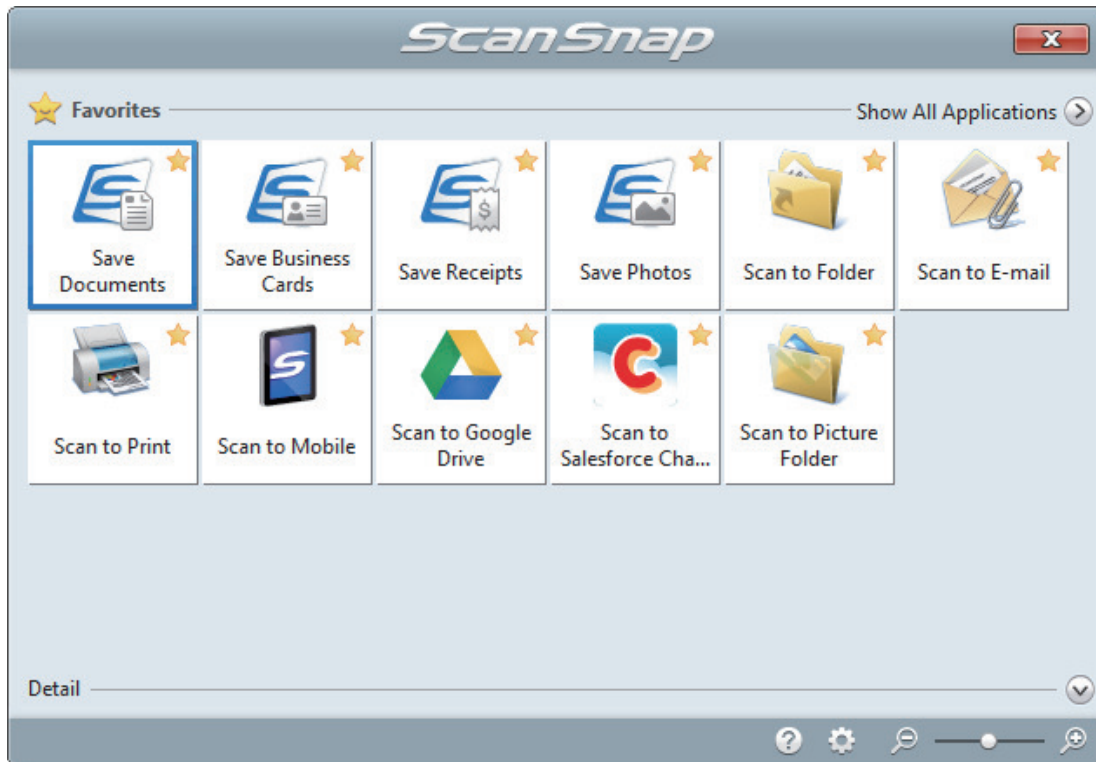 ScanSnap
Favorites
Show All Applications
Save
Documents
Save Business
Cards
Save Receipts
Save Photos
Scan to Folder
Scan to E-mail
Scan to Print
Scan to Mobile
Scan to Google
Drive
Scan to
Salesforce Cha...
Scan to Picture
Folder
Detail